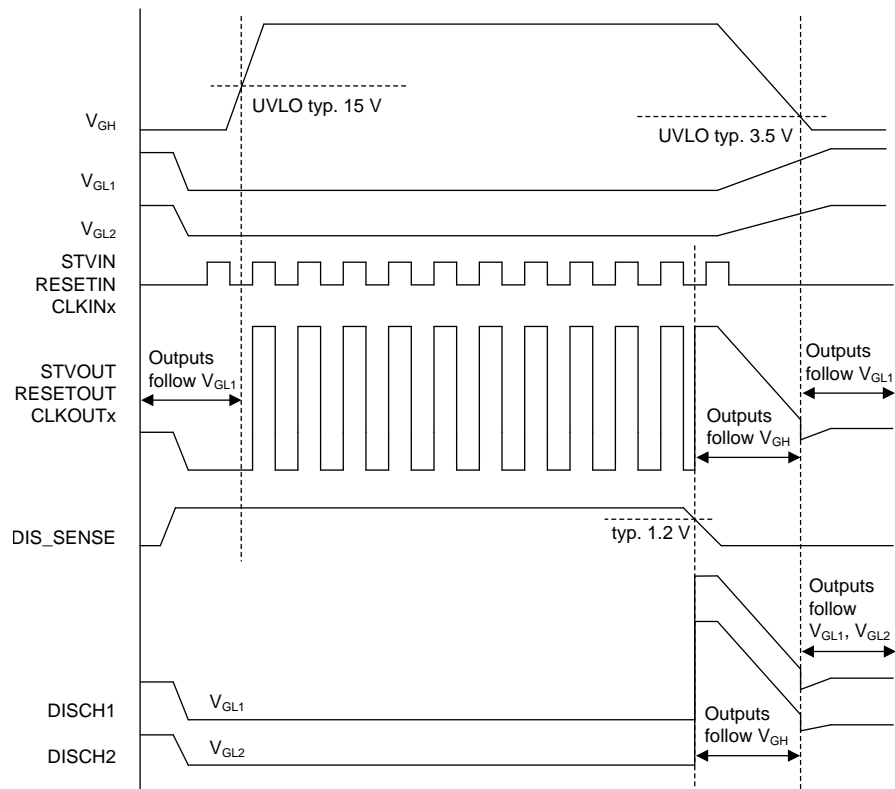 UVLO typ. 15 V
VGH
UVLO typ. 3.5 V
VGL1
VGL2
STVIN
RESETIN
CLKINx
Outputs
follow VGL1
STVOUT
RESETOUT
CLKOUTx
Outputs
follow VGL1
Outputs
follow VGH
DIS_SENSE
typ. 1.2 V
Outputs
follow
VGL1, VGL2
DISCH1
VGL1
Outputs
follow VGH
DISCH2
VGL2